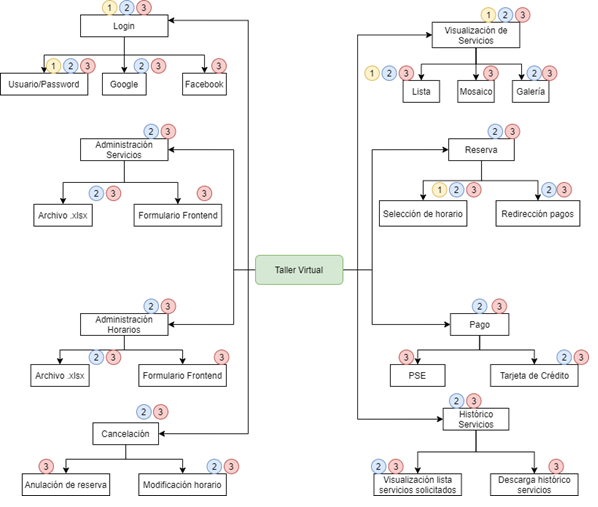 1 2 3
Login
1 2 3
Usuario/Password
2 3
Google
3
Facebook
1 2 3
Visualización de
Servicios
1 2 3
Lista
3
Mosaico
2 3
Galería
2 3
Administración
Servicios
2 3
Archivo .xlsx
3
Formulario Frontend
2 3
Reserva
1 2 3
Selección de horario
2 3
Redirección pagos
Taller Virtual
2 3
Administración
Horarios
2 3
Archivo .xlsx
3
Formulario Frontend
2 3
Pago
3
PSE
2 3
Tarjeta de Crédito
2 3
Cancelación
3
Anulación de reserva
2 3
Modificación horario
2 3
Histórico
Servicios
2 3
Visualización lista
servicios solicitados
3
Descarga histórico
servicios